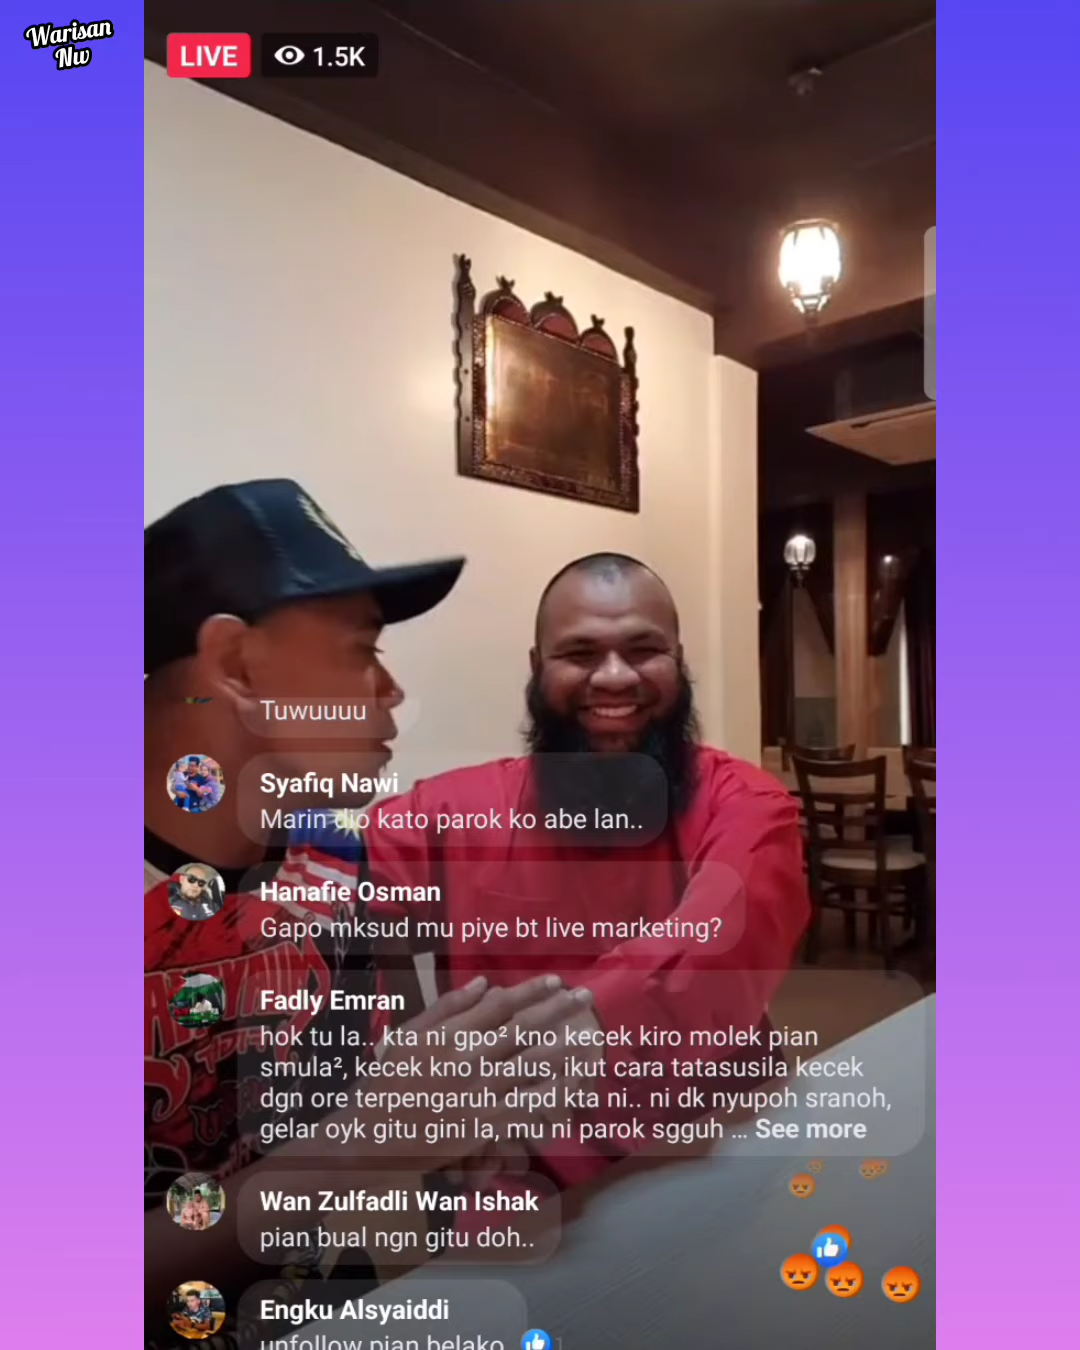 Warisan
Nw
LIVE 1.5K
Tuwuuuu
Syafiq Nawi
Marin dio kato parok ko abe lan..
Hanafie Osman
Gapo mksud mu piye bt live marketing?
Fadly Emran
hok tu la.. kta ni gpo² kno kecek kiro molek pian
smula², kecek kno bralus, ikut cara tatasusila kecek
dgn ore terpengaruh drpd kta ni.. ni dk nyupoh sranoh,
gelar oyk gitu gini la, mu ni parok sgguh ... See more
Wan Zulfadli Wan Ishak
pian bual ngn gitu doh..
Engku Alsyaiddi
unfollow pian belako